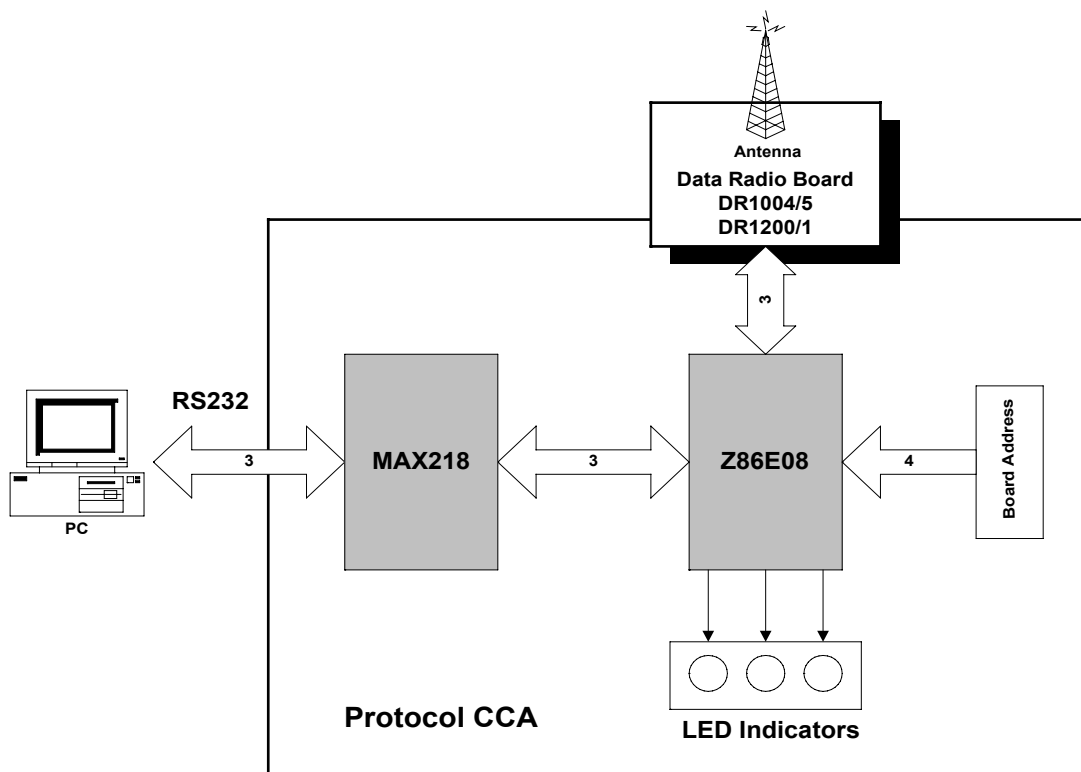 Antenna
Data Radio Board
DR1004/5
DR1200/1
3
RS232
3
MAX218
3
Z86E08
4
Board Address
PC
Protocol CCA
LED Indicators